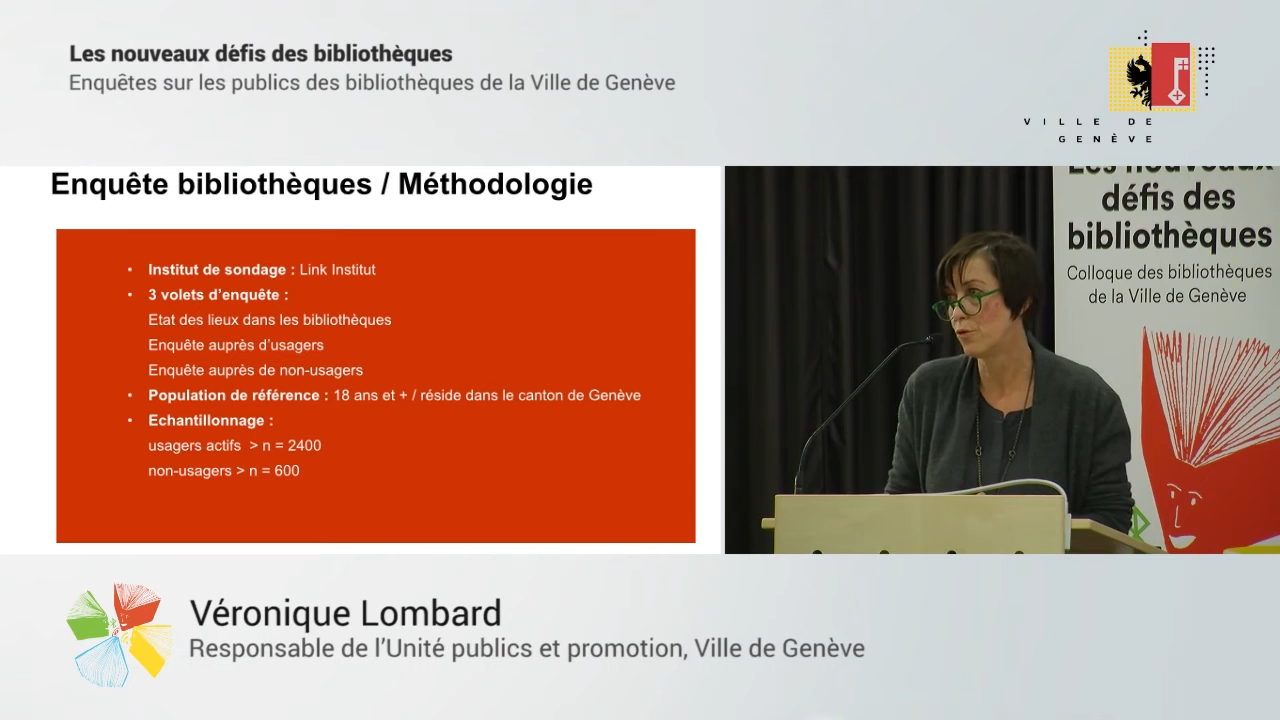 Les nouveaux défis des bibliothèques
Enquêtes sur les publics des bibliothèques de la Ville de Genève
VILLE DE
GENÈVE
Enquête bibliothèques / Méthodologie
• Institut de sondage : Link Institut
• 3 volets d'enquête :
Etat des lieux dans les bibliothèques
Enquête auprès d'usagers
Enquête auprès de non-usagers
• Population de référence : 18 ans et + / réside dans le canton de Genève
• Echantillonnage :
usagers actifs > n = 2400
non-usagers > n = 600
Les nouveaux
défis des
bibliothèques
Colloque des bibliothèques
de la Ville de Genève
Véronique Lombard
Responsable de l'Unité publics et promotion, Ville de Genève